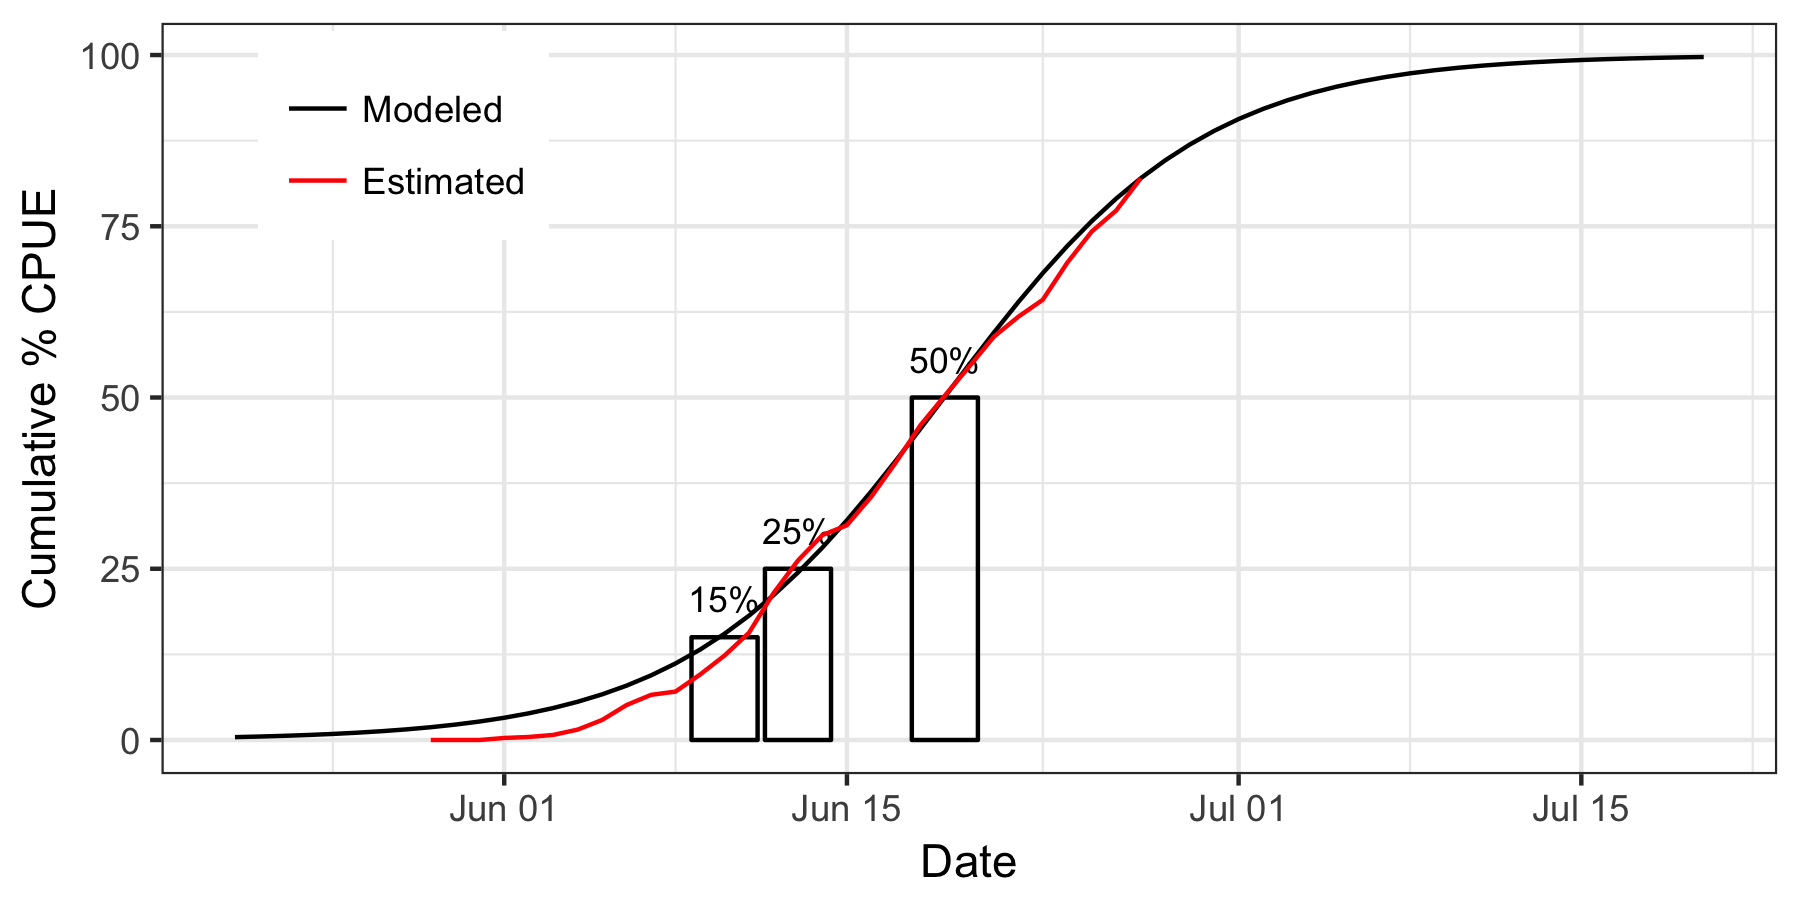 Cumulative % CPUE
100
75
50
25
0
Modeled
Estimated
15%
25%
50%
Jun 01
Jun 15
Jul 01
Jul 15
Date